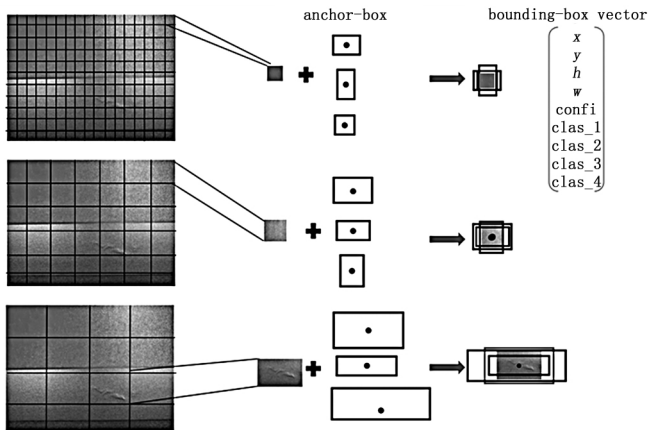 anchor-box
bounding-box vector
x
y
h
w
confi
clas_1
clas_2
clas_3
clas_4